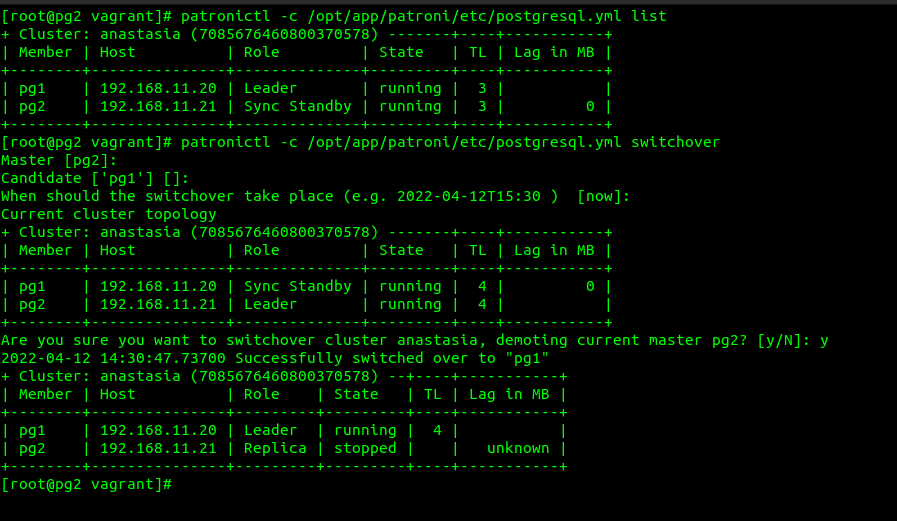 [root@pg2 vagrant]# patronictl -c /opt/app/patroni/etc/postgresql.yml list
+ Cluster: anastasia (7085676460800370578) -------+----+-----------+
| Member | Host          | Role         | State   | TL | Lag in MB |
+--------+---------------+--------------+---------+----+-----------+
| pg1    | 192.168.11.20 | Leader       | running |  3 |           |
| pg2    | 192.168.11.21 | Sync Standby | running |  3 |         0 |
+--------+---------------+--------------+---------+----+-----------+
[root@pg2 vagrant]# patronictl -c /opt/app/patroni/etc/postgresql.yml switchover
Master [pg2]:
Candidate ['pg1'] []:
When should the switchover take place (e.g. 2022-04-12T15:30 )  [now]:
Current cluster topology
+ Cluster: anastasia (7085676460800370578) -------+----+-----------+
| Member | Host          | Role         | State   | TL | Lag in MB |
+--------+---------------+--------------+---------+----+-----------+
| pg1    | 192.168.11.20 | Sync Standby | running |  4 |         0 |
| pg2    | 192.168.11.21 | Leader       | running |  4 |           |
+--------+---------------+--------------+---------+----+-----------+
Are you sure you want to switchover cluster anastasia, demoting current master pg2? [y/N]: y
2022-04-12 14:30:47.73700 Successfully switched over to "pg1"
+ Cluster: anastasia (7085676460800370578) --+----+-----------+
| Member | Host          | Role    | State   | TL | Lag in MB |
+--------+---------------+---------+---------+----+-----------+
| pg1    | 192.168.11.20 | Leader  | running |  4 |           |
| pg2    | 192.168.11.21 | Replica | stopped |    |   unknown |
+--------+---------------+---------+---------+----+-----------+
[root@pg2 vagrant]#